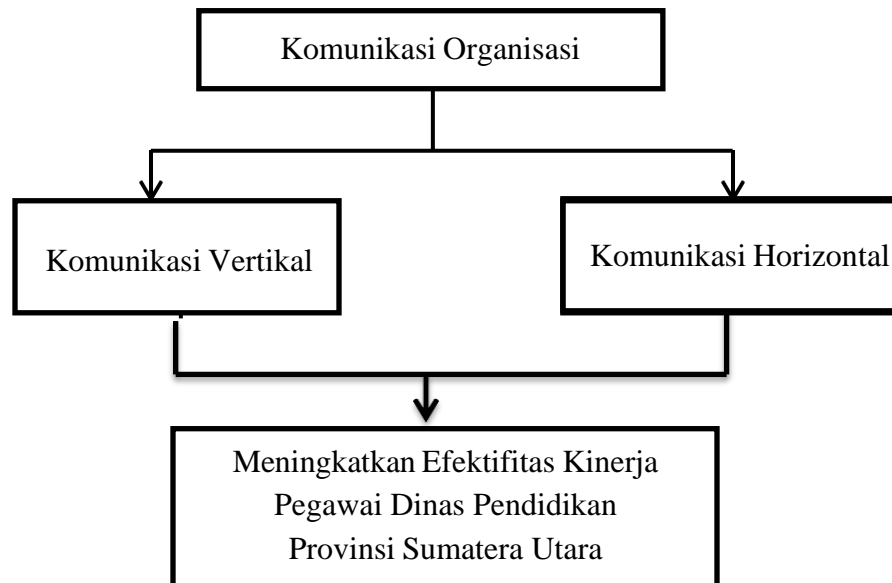 Komunikasi Organisasi
Komunikasi Vertikal
Komunikasi Horizontal
Meningkatkan Efektifitas Kinerja
Pegawai Dinas Pendidikan
Provinsi Sumatera Utara